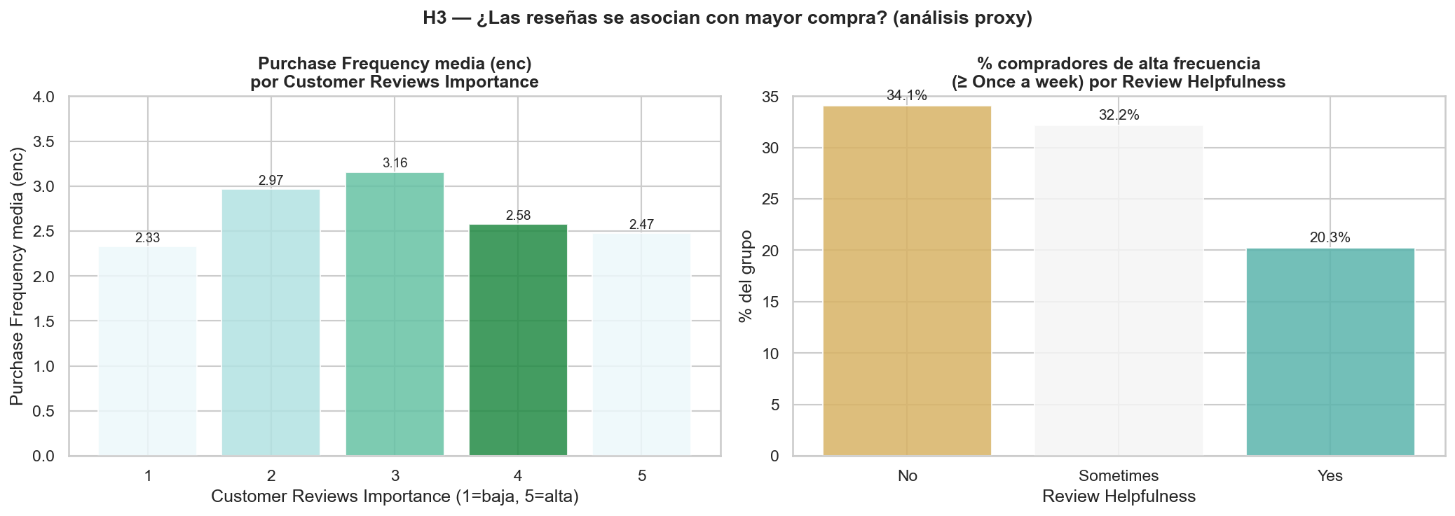 H3 — ¿Las reseñas se asocian con mayor compra? (análisis proxy)
Purchase Frequency media (enc)
por Customer Reviews Importance
Purchase Frequency media (enc)
4.0
3.5
3.0
2.5
2.0
1.5
1.0
0.5
0.0
2.33
2.97
3.16
2.58
2.47
1
2
3
4
5
Customer Reviews Importance (1=baja, 5=alta)
% compradores de alta frecuencia
(≥ Once a week) por Review Helpfulness
% del grupo
35
30
25
20
15
10
5
0
34.1%
32.2%
20.3%
No
Sometimes
Yes
Review Helpfulness